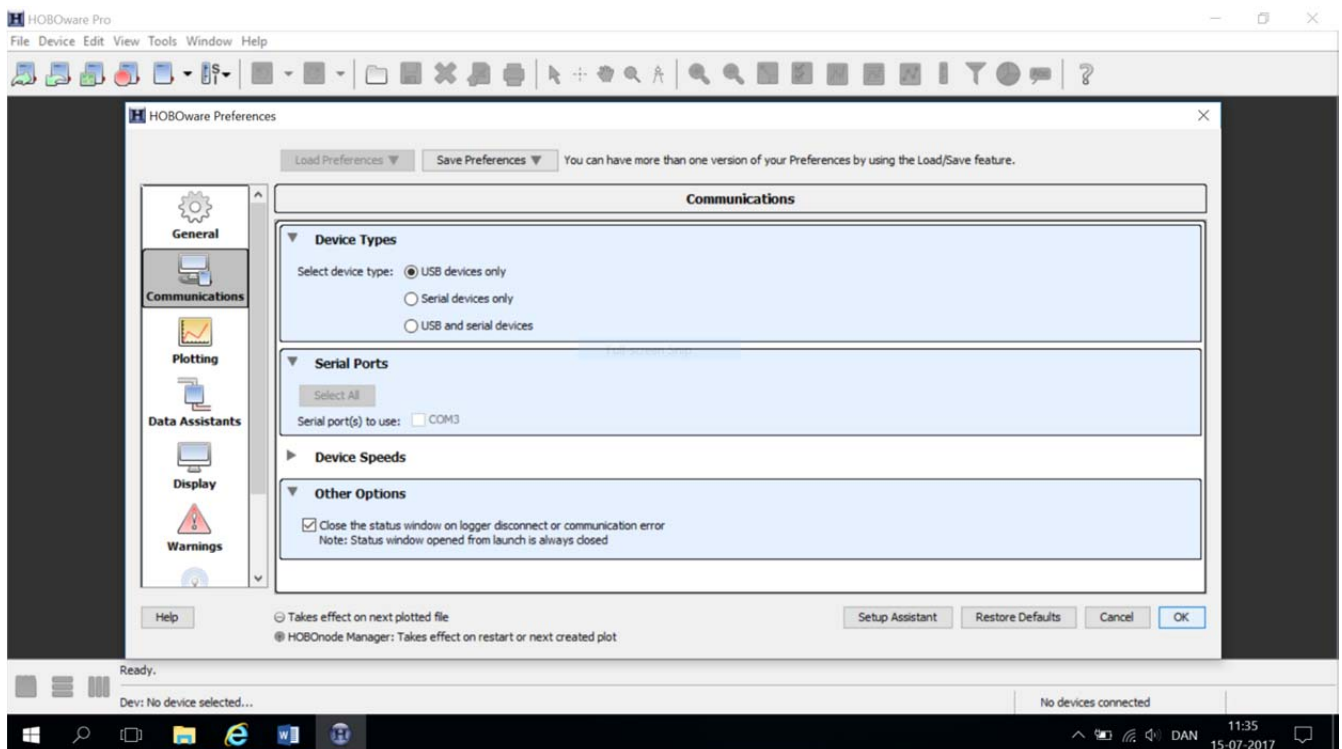 HOBOware Pro
File Device Edit View Tools Window Help
HOBOware Preferences
Load Preferences Save Preferences You can have more than one version of your Preferences by using the Load/Save feature.
General
Communications
Plotting
Data Assistants
Display
Warnings
Communications
Device Types
Select device type: USB devices only
Serial devices only
USB and serial devices
Full-screen Snip
Serial Ports
Select All
Serial port(s) to use: COM3
Device Speeds
Other Options
Close the status window on logger disconnect or communication error
Note: Status window opened from launch is always closed
Help
Takes effect on next plotted file
HOBOnode Manager: Takes effect on restart or next created plot
Setup Assistant Restore Defaults Cancel OK
Ready.
Dev: No device selected...
No devices connected
DAN
11:35
15-07-2017